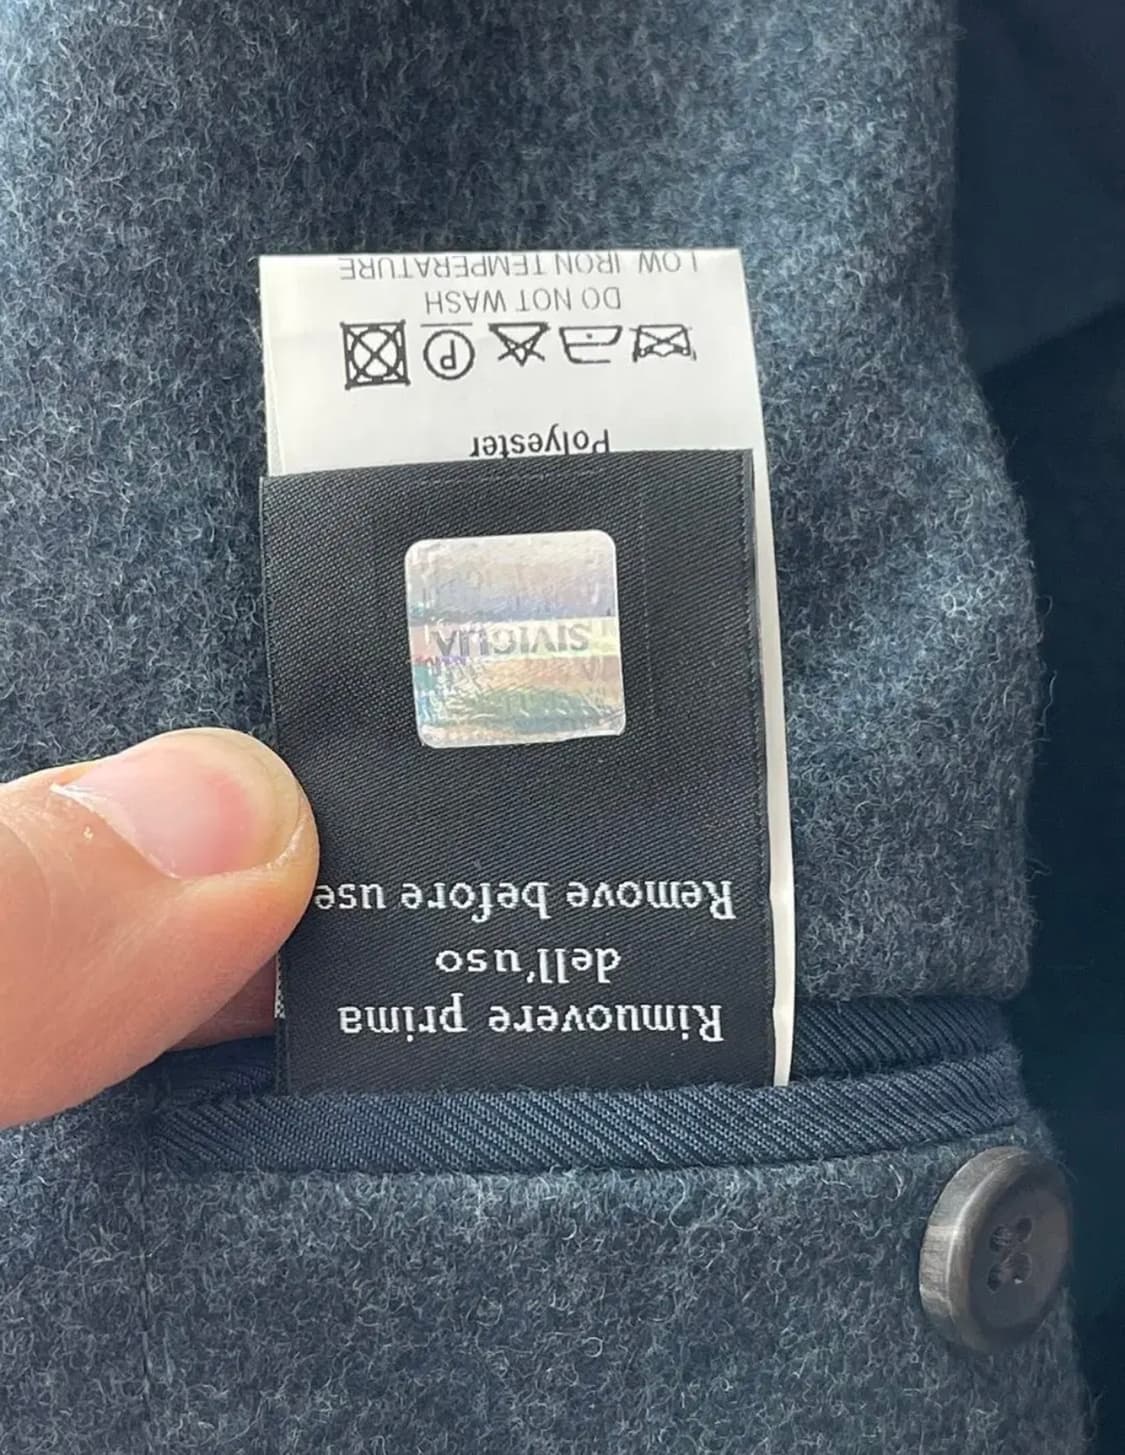 Rimuovere prima
dell'uso
Remove before use
SIVIGLIA
Polyester
P
DO NOT WASH
LOW IRON TEMPERATURE